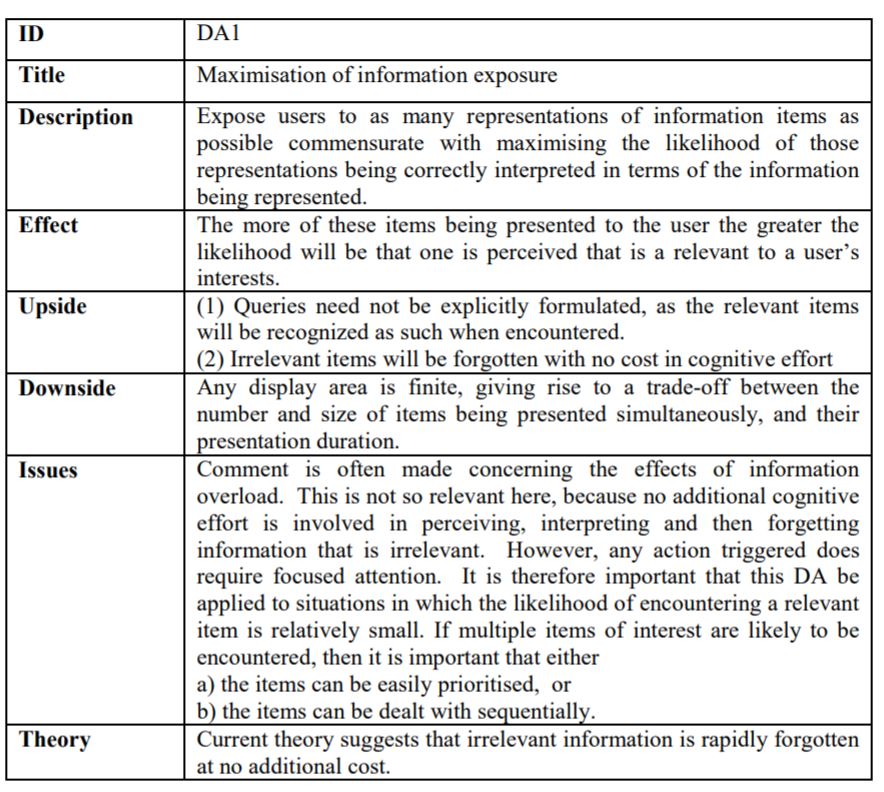 ID DA1
Title Maximisation of information exposure
Description Expose users to as many representations of information items as
possible commensurate with maximising the likelihood of those
representations being correctly interpreted in terms of the information
being represented.
Effect The more of these items being presented to the user the greater the
likelihood will be that one is perceived that is a relevant to a user's
interests.
Upside (1) Queries need not be explicitly formulated, as the relevant items
will be recognized as such when encountered.
(2) Irrelevant items will be forgotten with no cost in cognitive effort
Downside Any display area is finite, giving rise to a trade-off between the
number and size of items being presented simultaneously, and their
presentation duration.
Issues Comment is often made concerning the effects of information
overload. This is not so relevant here, because no additional cognitive
effort is involved in perceiving, interpreting and then forgetting
information that is irrelevant. However, any action triggered does
require focused attention. It is therefore important that this DA be
applied to situations in which the likelihood of encountering a relevant
item is relatively small. If multiple items of interest are likely to be
encountered, then it is important that either
a) the items can be easily prioritised, or
b) the items can be dealt with sequentially.
Theory Current theory suggests that irrelevant information is rapidly forgotten
at no additional cost.